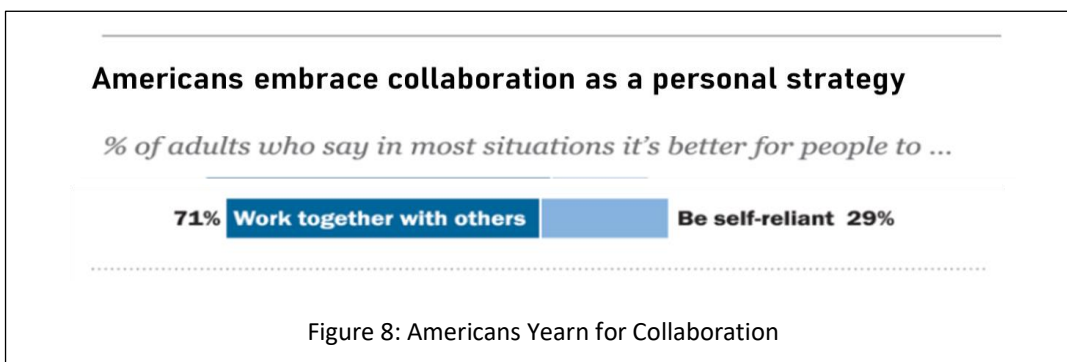 Americans embrace collaboration as a personal strategy
% of adults who say in most situations it's better for people to ...
71% Work together with others Be self-reliant 29%
Figure 8: Americans Yearn for Collaboration